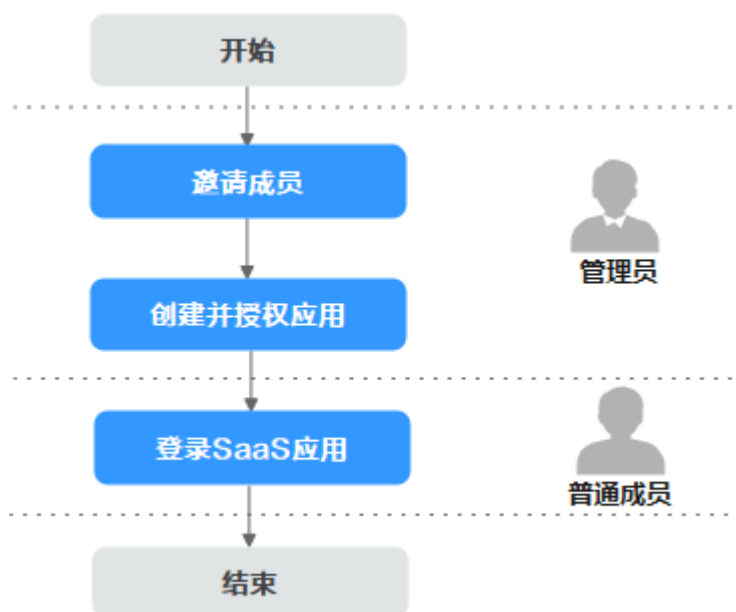 开始
邀请成员
管理员
创建并授权应用
登录SaaS应用
普通成员
结束